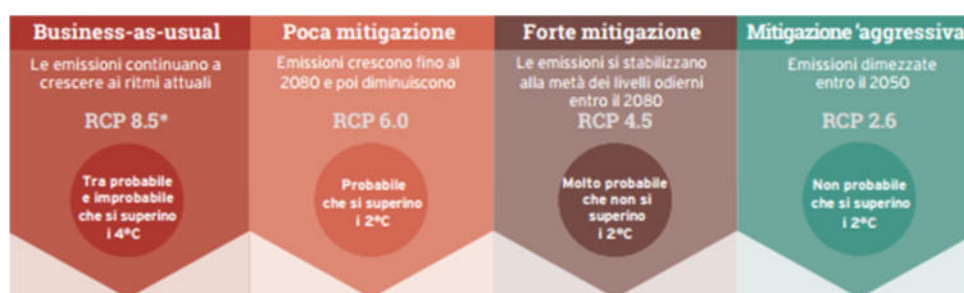 Business-as-usual
Le emissioni continuano a
crescere ai ritmi attuali
RCP 8.5*
Tra probabile
e improbabile
che si superino
i 4°C
Poca mitigazione
Emissioni crescono fino al
2080 e poi diminuiscono
RCP 6.0
Probabile
che si superino
i 2°C
Forte mitigazione
Le emissioni si stabilizzano
alla metà dei livelli odierni
entro il 2080
RCP 4.5
Molto probabile
che non si
superino
i 2°C
Mitigazione 'aggressiva
Emissioni dimezzate
entro il 2050
RCP 2.6
Non probabile
che si superino
i 2°C